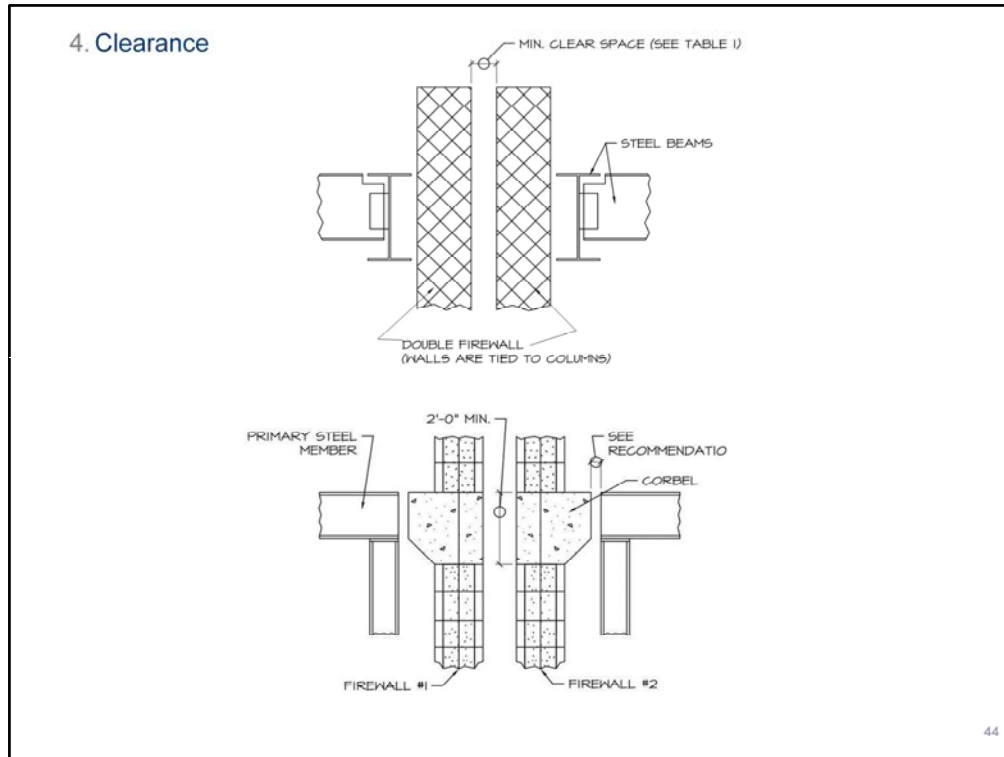 4. Clearance
MIN. CLEAR SPACE (SEE TABLE 1)
STEEL BEAMS
DOUBLE FIREWALL
(WALLS ARE TIED TO COLUMNS)
2'-0" MIN.
PRIMARY STEEL
MEMBER
SEE
RECOMMENDATIO
CORBEL
FIREWALL #1
FIREWALL #2
44